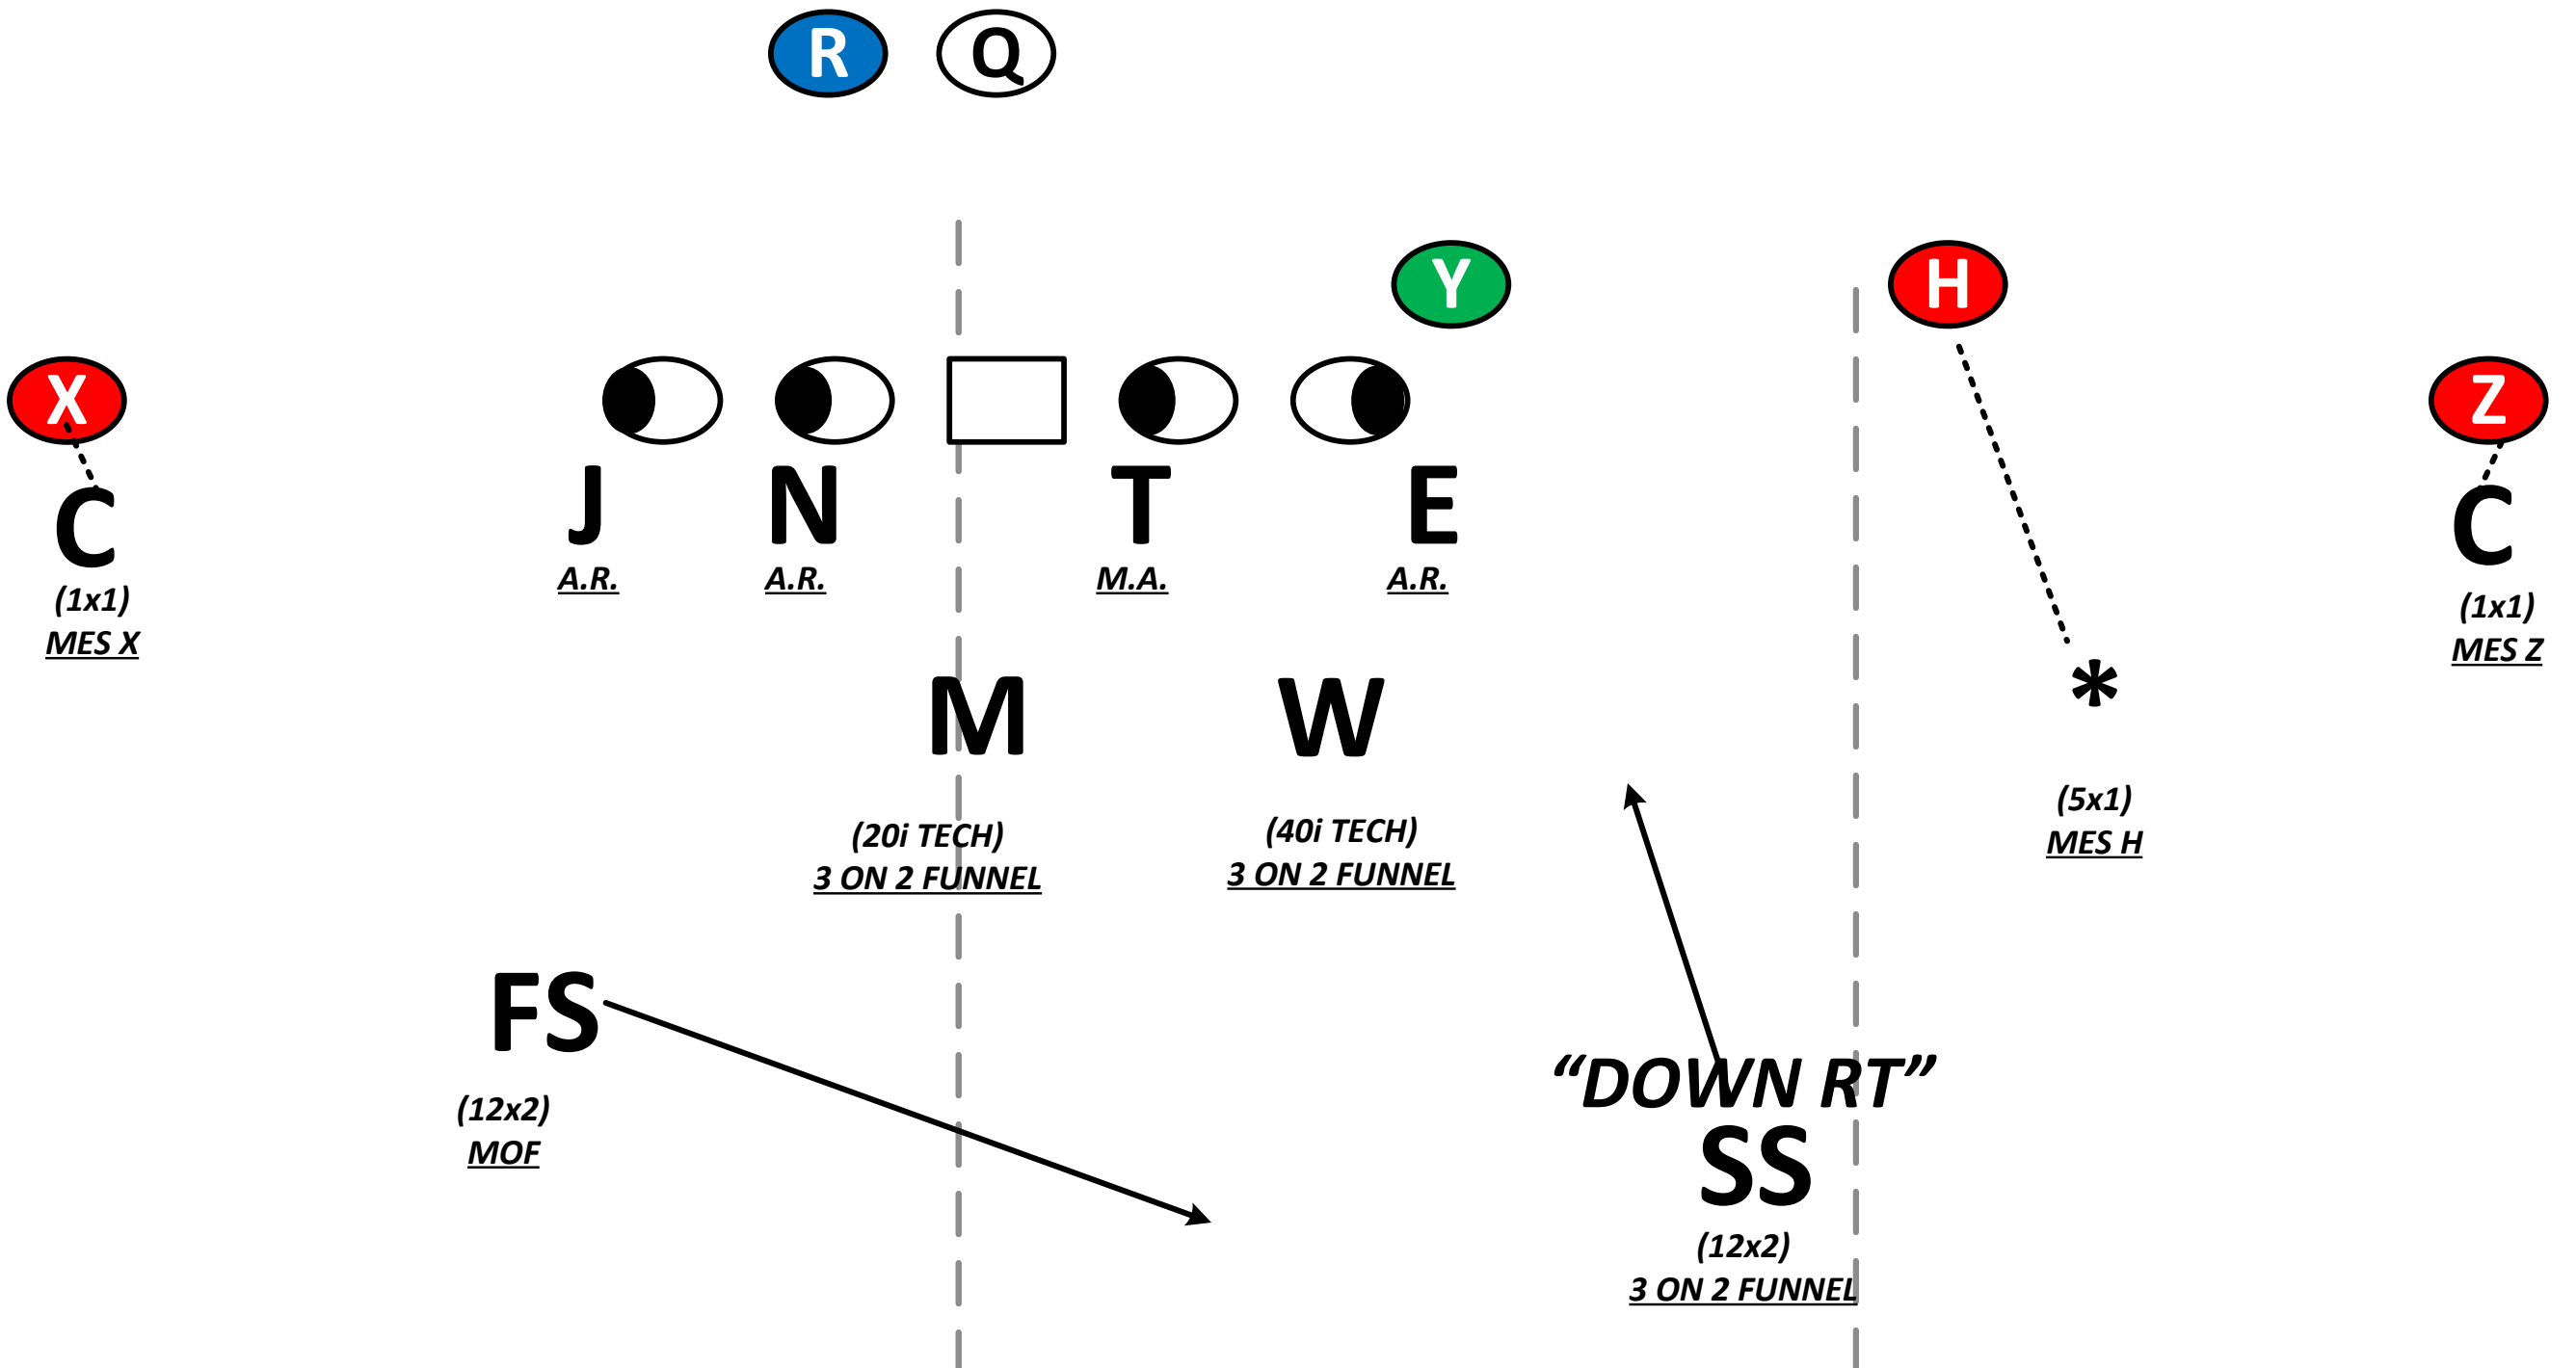 R Q
Y H
X Z
J N T E
C C
A.R. A.R. M.A. A.R.
(1x1) (1x1)
MES X MES Z
M W *
(5x1)
MES H
(20i TECH) (40i TECH)
3 ON 2 FUNNEL 3 ON 2 FUNNEL
FS
"DOWN RT"
(12x2)
MOF
SS
(12x2)
3 ON 2 FUNNEL